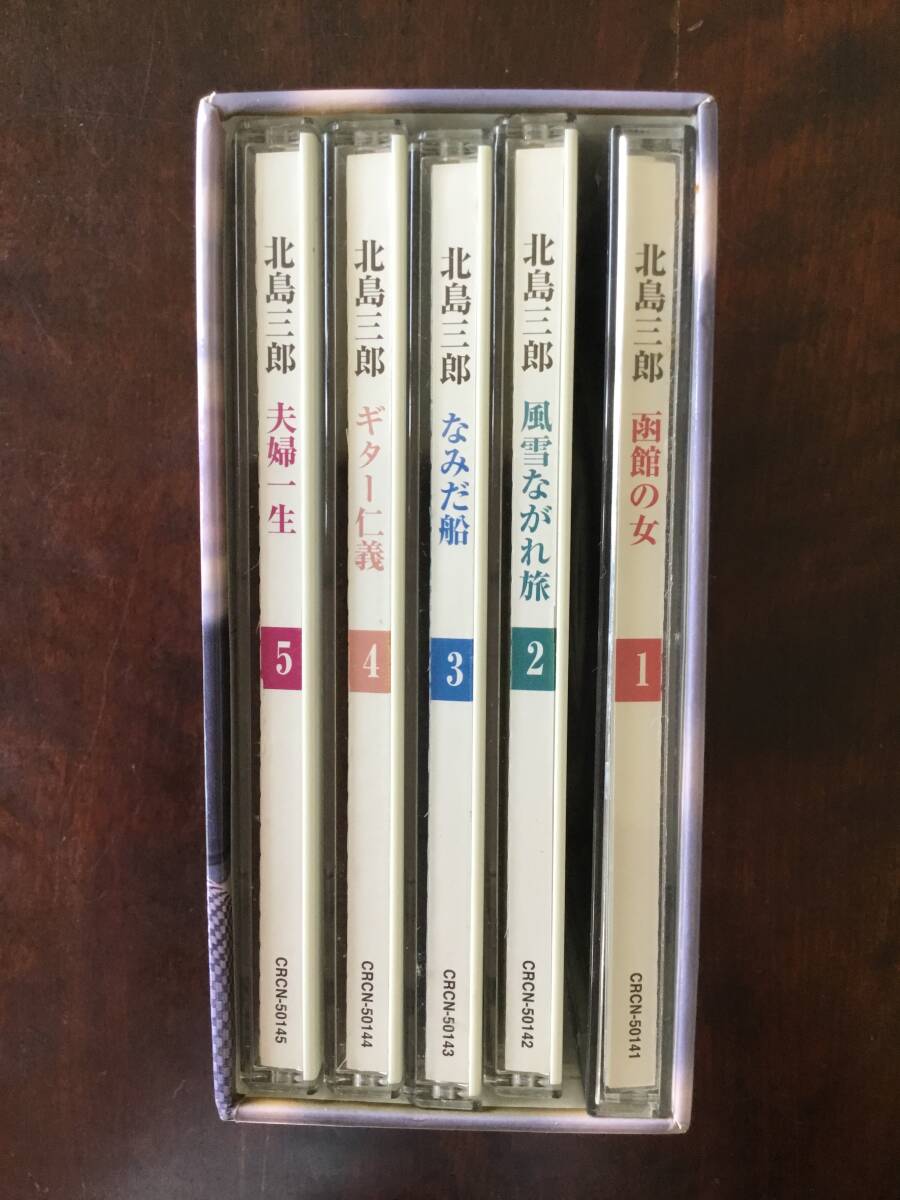 北島三郎 夫婦一生
5
CRCN-50145
北島三郎 ギター仁義
4
CRCN-50144
北島三郎 なみだ船
3
CRCN-50143
北島三郎 風雪ながれ旅
2
CRCN-50142
北島三郎 函館の女
1
CRCN-50141